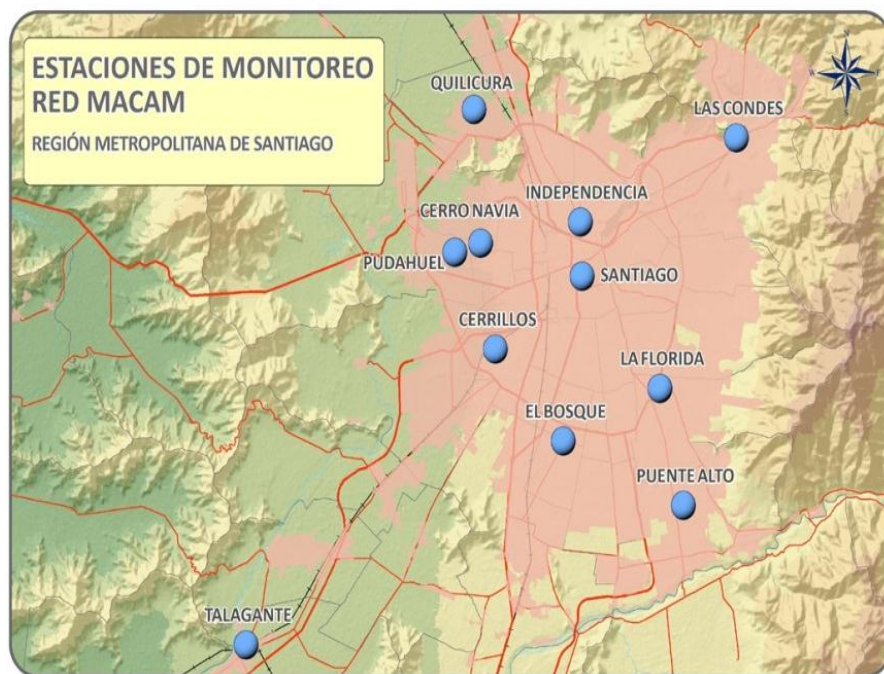 ESTACIONES DE MONITOREO
RED MACAM
REGIÓN METROPOLITANA DE SANTIAGO
N
W
E
S
QUILICURA
LAS CONDES
INDEPENDENCIA
CERRO NAVIA
PUDAHUEL
SANTIAGO
CERRILLOS
LA FLORIDA
EL BOSQUE
PUENTE ALTO
TALAGANTE